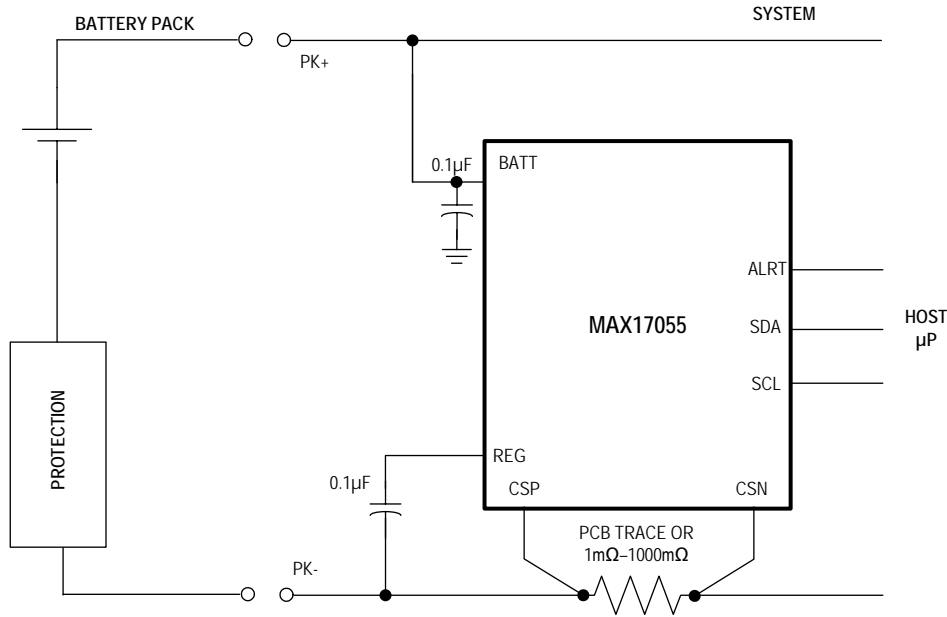 BATTERY PACK
SYSTEM
PK+
0.1µF
BATT
ALRT
MAX17055
SDA
HOST
µP
SCL
PROTECTION
REG
0.1µF
CSP
CSN
PCB TRACE OR
1mΩ–1000mΩ
PK-